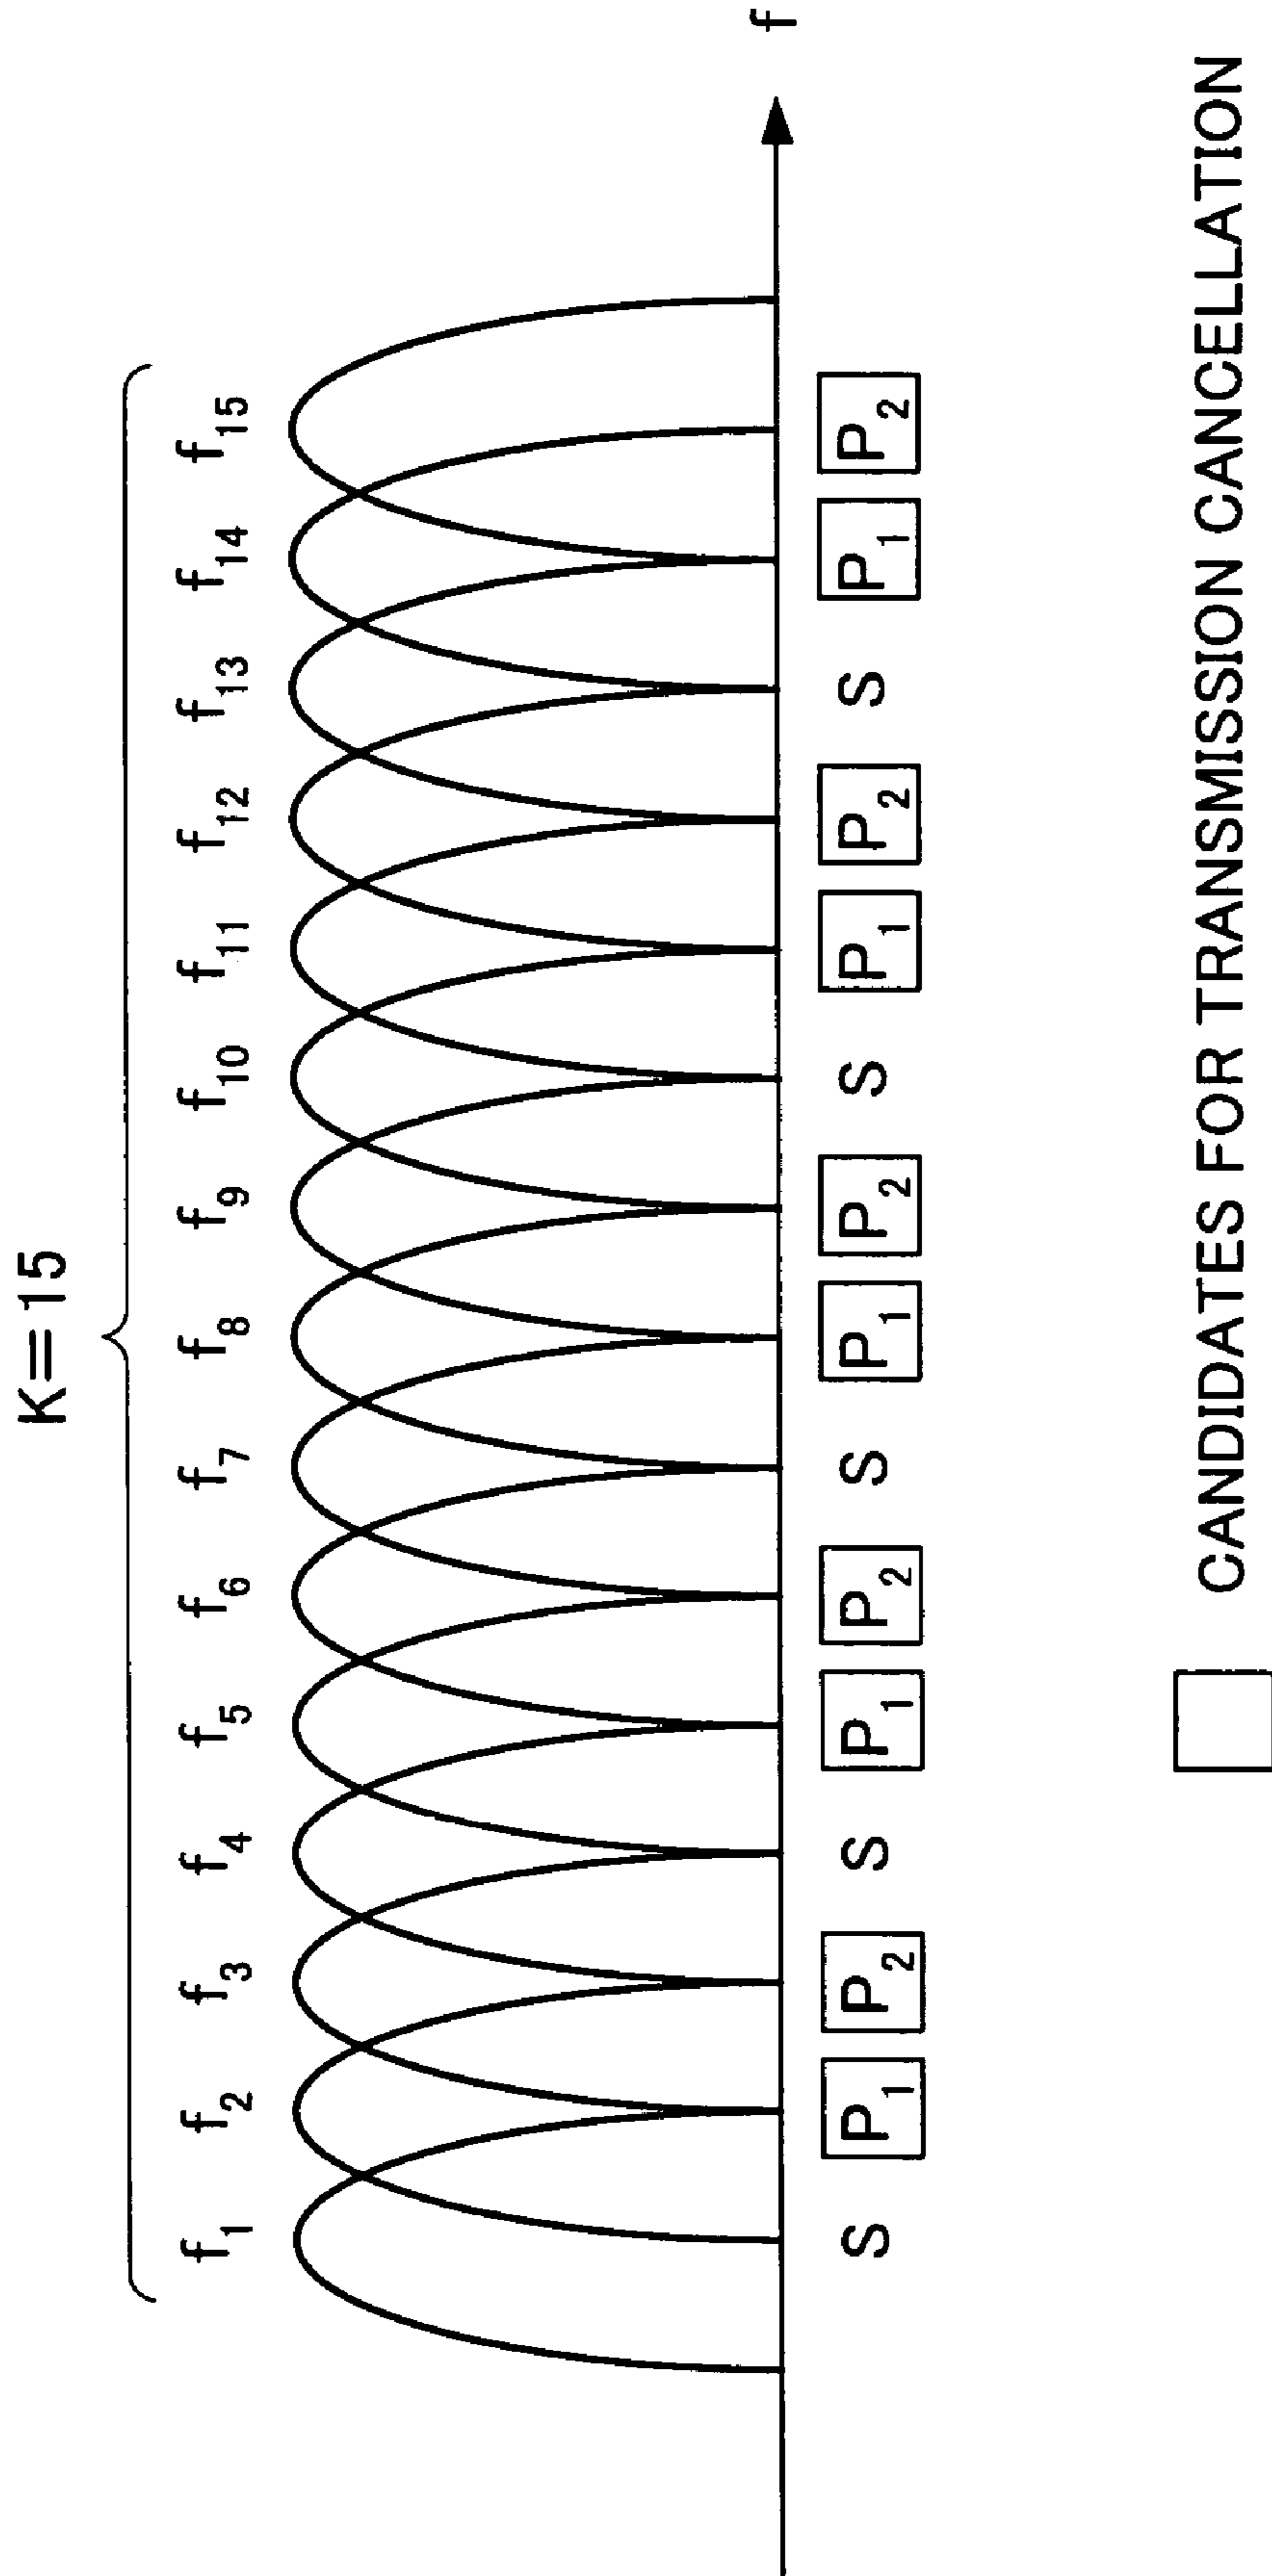 K=15
f1 f2 f3 f4 f5 f6 f7 f8 f9 f10 f11 f12 f13 f14 f15
f
S P1 P2 S P1 P2 S P1 P2 S P1 P2 S P1 P2
CANDIDATES FOR TRANSMISSION CANCELLATION